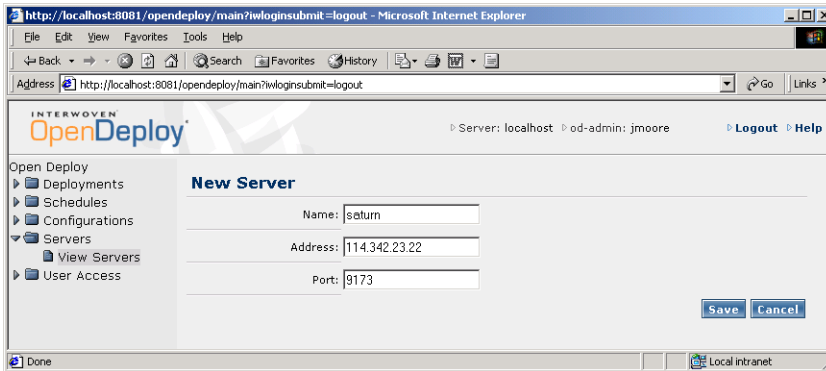 http://localhost:8081/opendeploy/main?iwloginsubmit=logout - Microsoft Internet Explorer
File Edit View Favorites Tools Help
Back Search Favorites History
Address http://localhost:8081/opendeploy/main?iwloginsubmit=logout Go Links »
INTERWOVEN
OpenDeploy
Server: localhost od-admin: jmoore Logout Help
Open Deploy
Deployments
Schedules
Configurations
Servers
View Servers
User Access
New Server
Name: saturn
Address: 114.342.23.22
Port: 9173
Save Cancel
Done Local intranet